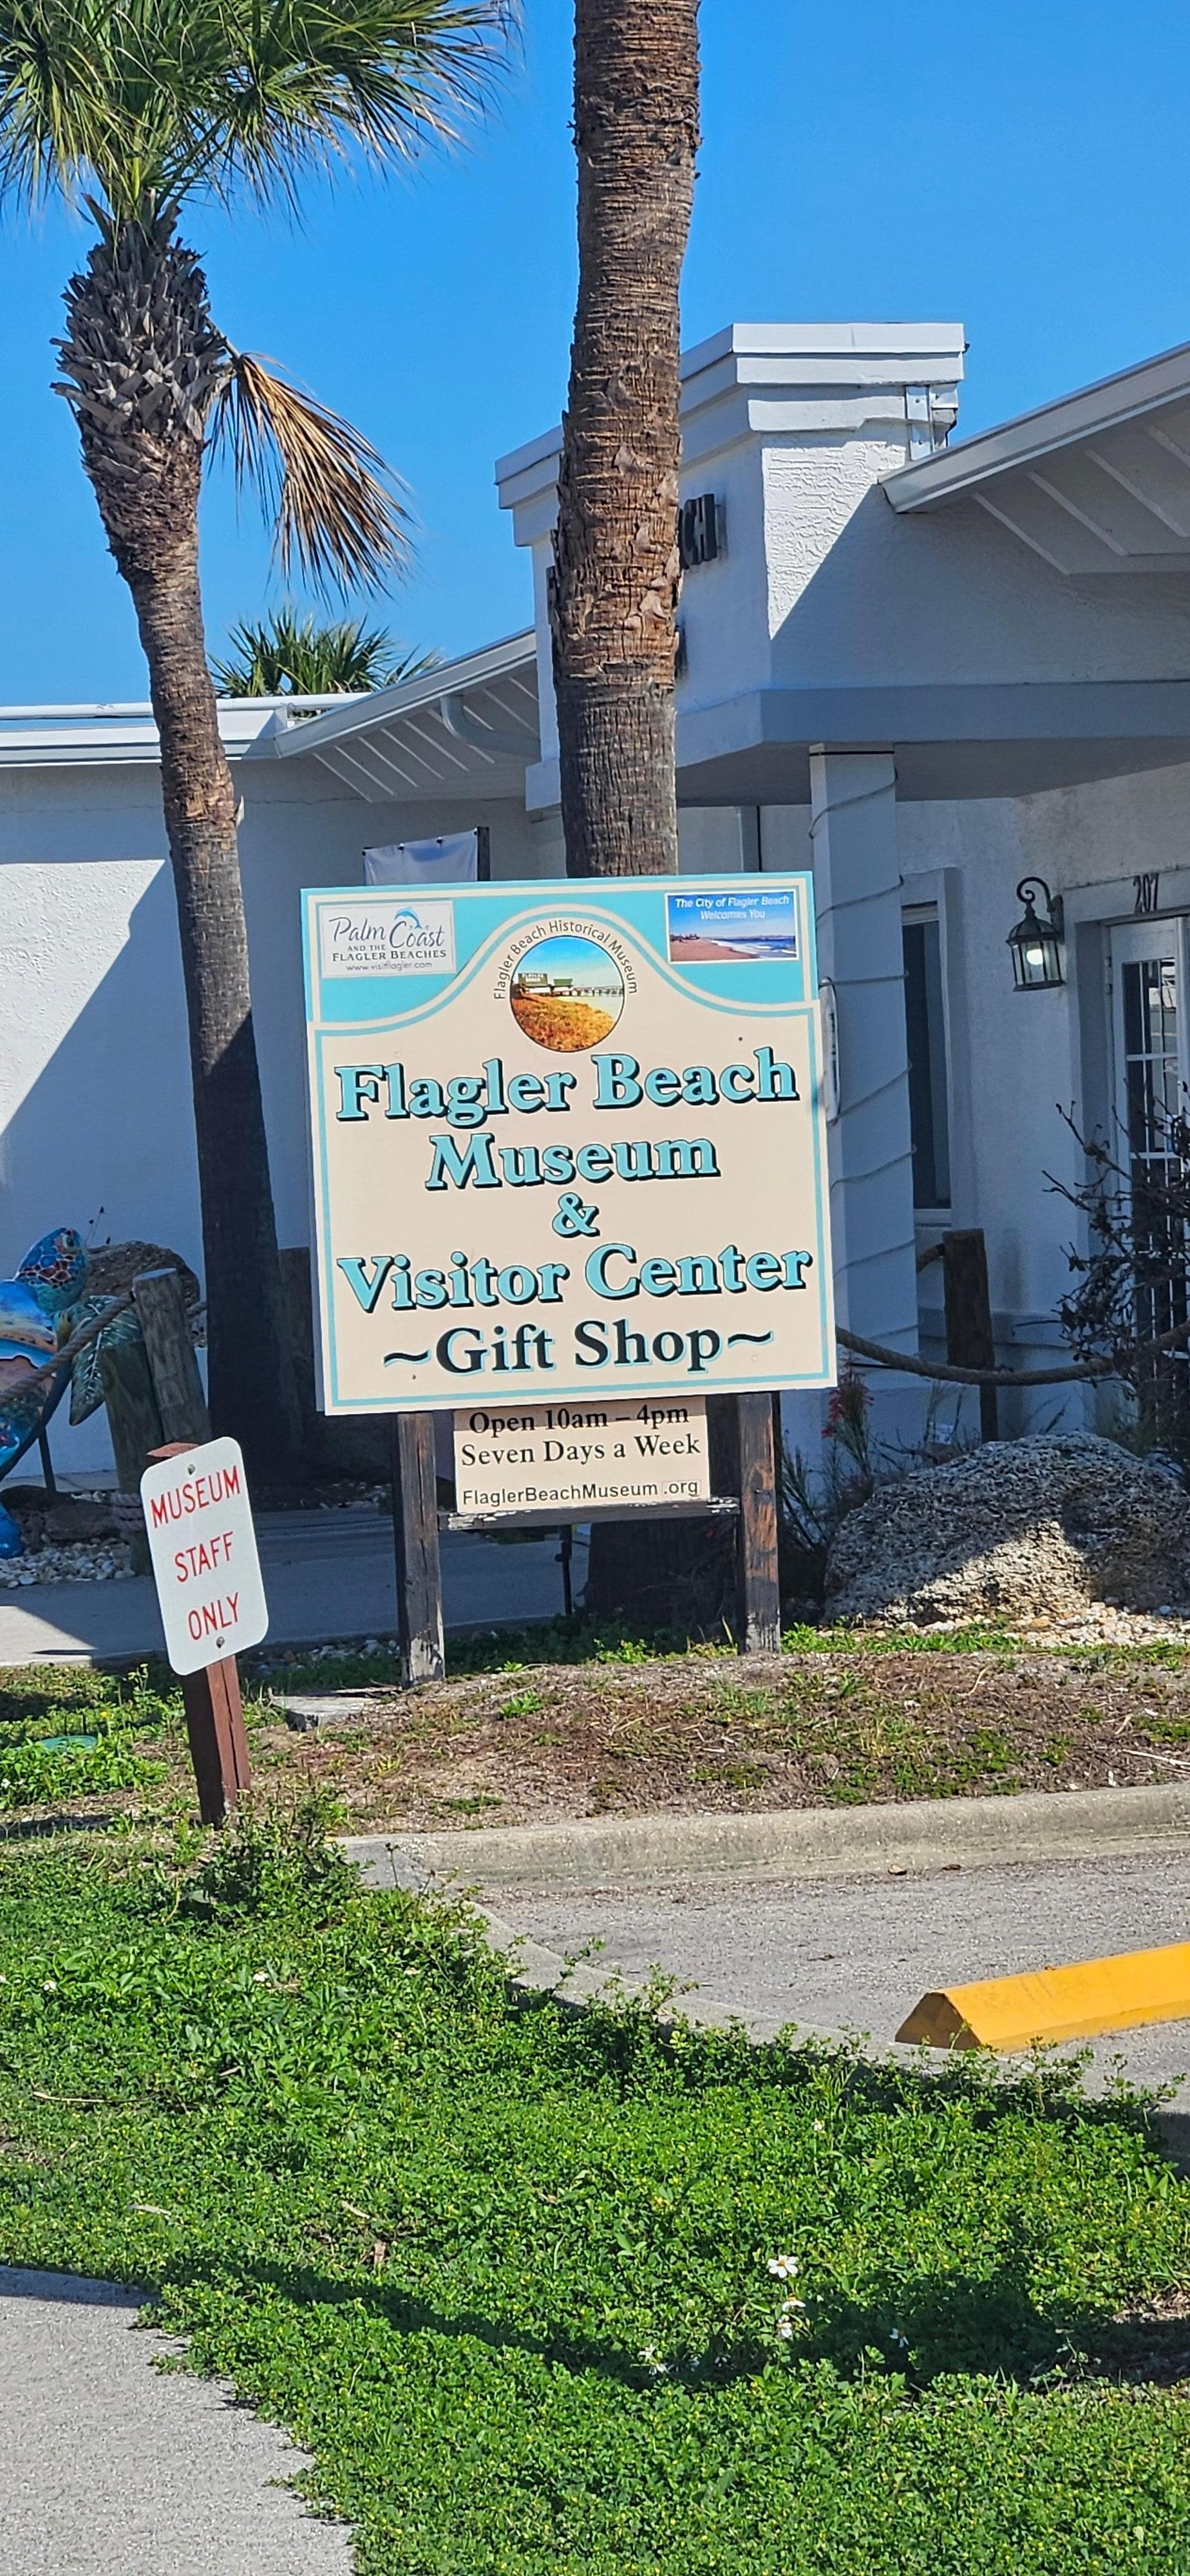 CH
207
Palm Coast
AND THE
FLAGLER BEACHES
www.visitflagler.com
Flagler Beach Historical Museum
The City of Flagler Beach
Welcomes You
Flagler Beach
Museum
&
Visitor Center
~Gift Shop~
Open 10am – 4pm
Seven Days a Week
FlaglerBeachMuseum.org
MUSEUM
STAFF
ONLY